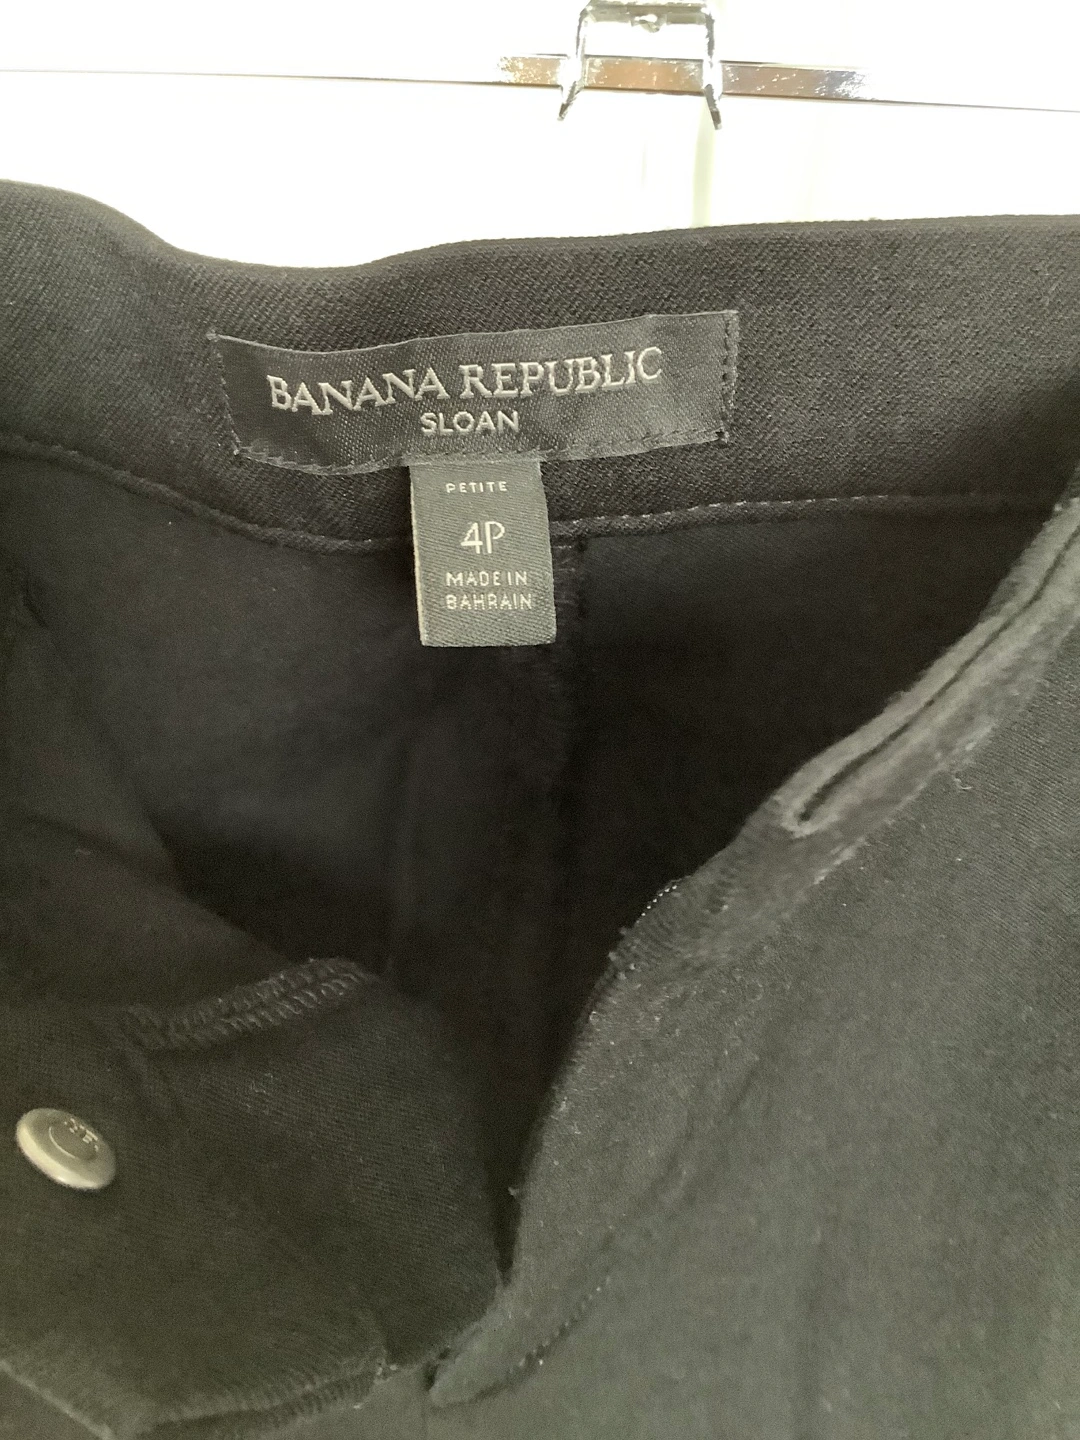 BANANA REPUBLIC
SLOAN
PETITE
4P
MADE IN
BAHRAIN